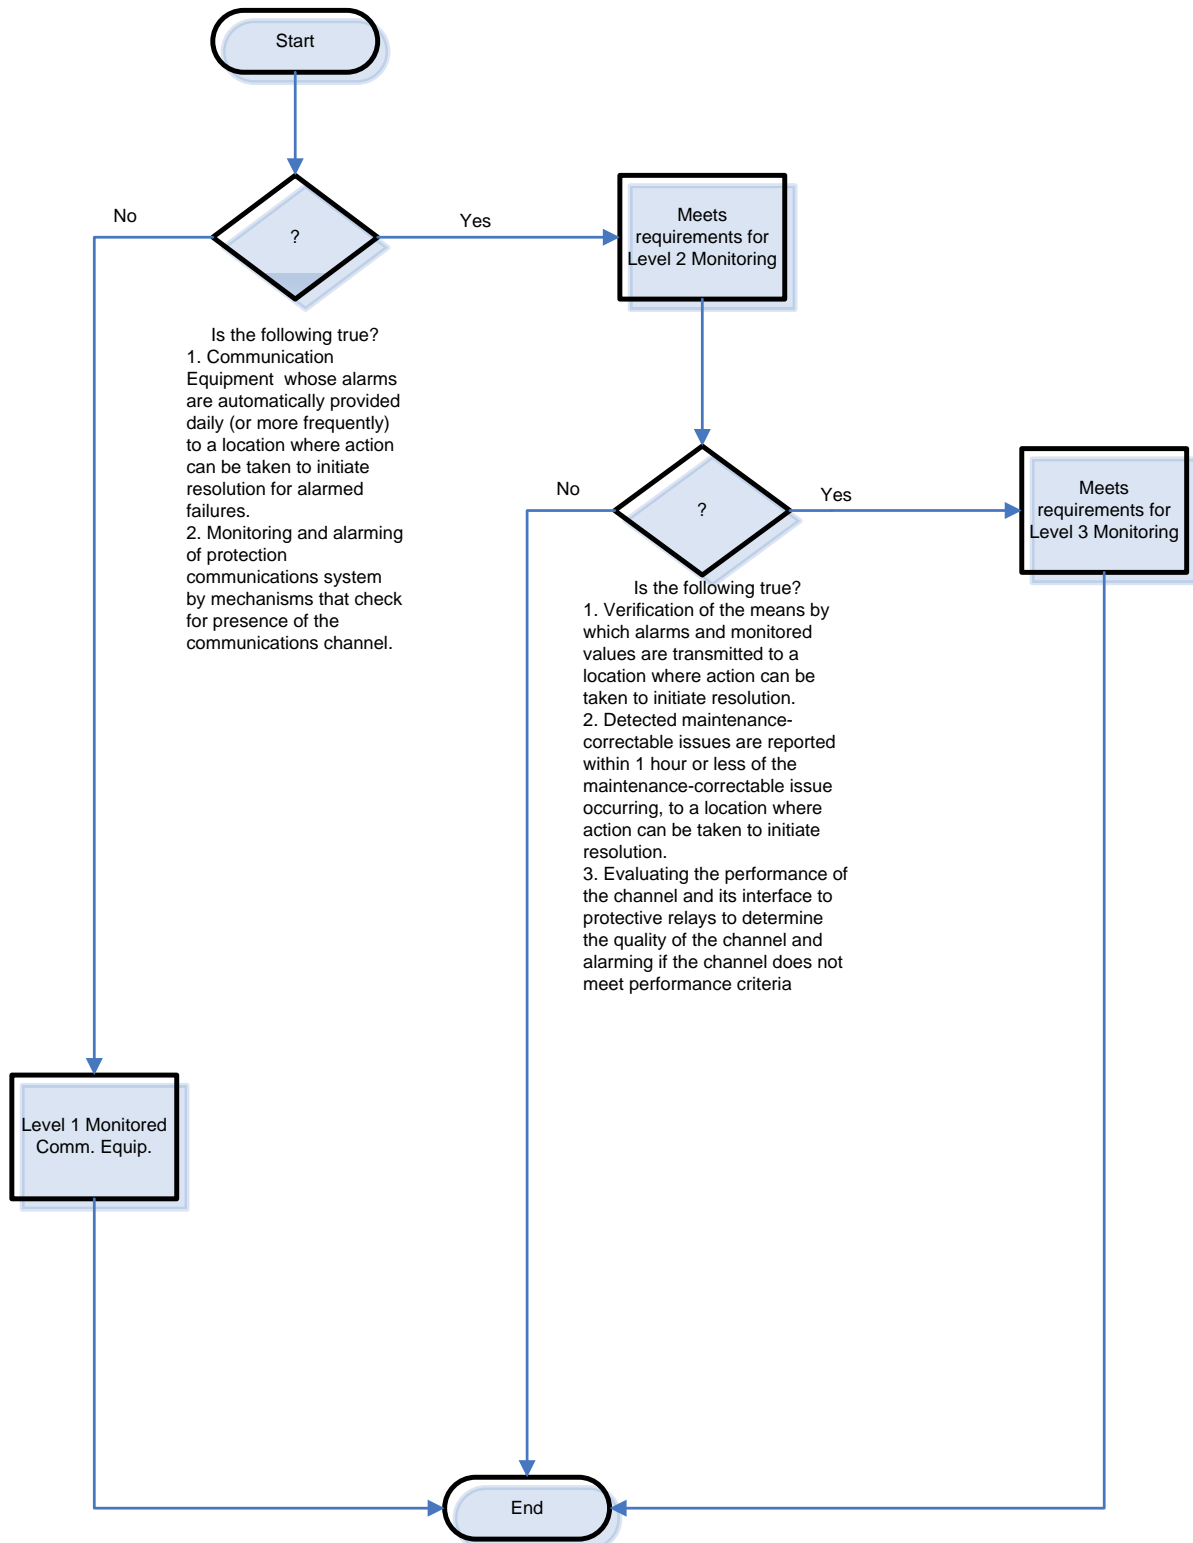 Start
No
?
Yes
Meets
requirements for
Level 2 Monitoring
Is the following true?
1. Communication
Equipment  whose alarms
are automatically provided
daily (or more frequently)
to a location where action
can be taken to initiate
resolution for alarmed
failures.
2. Monitoring and alarming
of protection
communications system
by mechanisms that check
for presence of the
communications channel.
No
?
Yes
Meets
requirements for
Level 3 Monitoring
Is the following true?
1. Verification of the means by
which alarms and monitored
values are transmitted to a
location where action can be
taken to initiate resolution.
2. Detected maintenance-
correctable issues are reported
within 1 hour or less of the
maintenance-correctable issue
occurring, to a location where
action can be taken to initiate
resolution.
3. Evaluating the performance of
the channel and its interface to
protective relays to determine
the quality of the channel and
alarming if the channel does not
meet performance criteria
Level 1 Monitored
Comm. Equip.
End